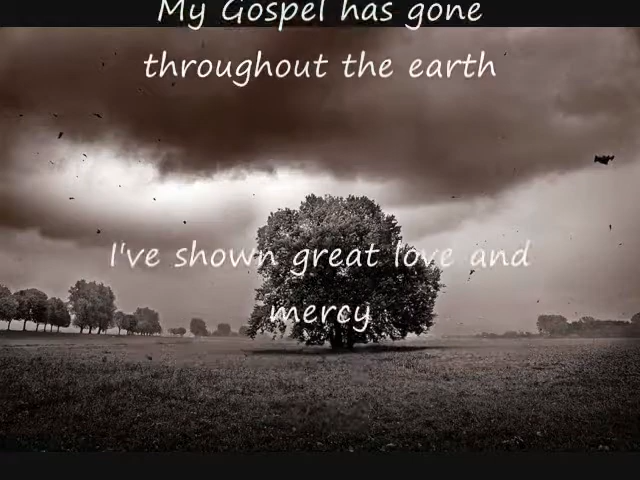 My Gospel has gone
throughout the earth
I've shown great love and
mercy